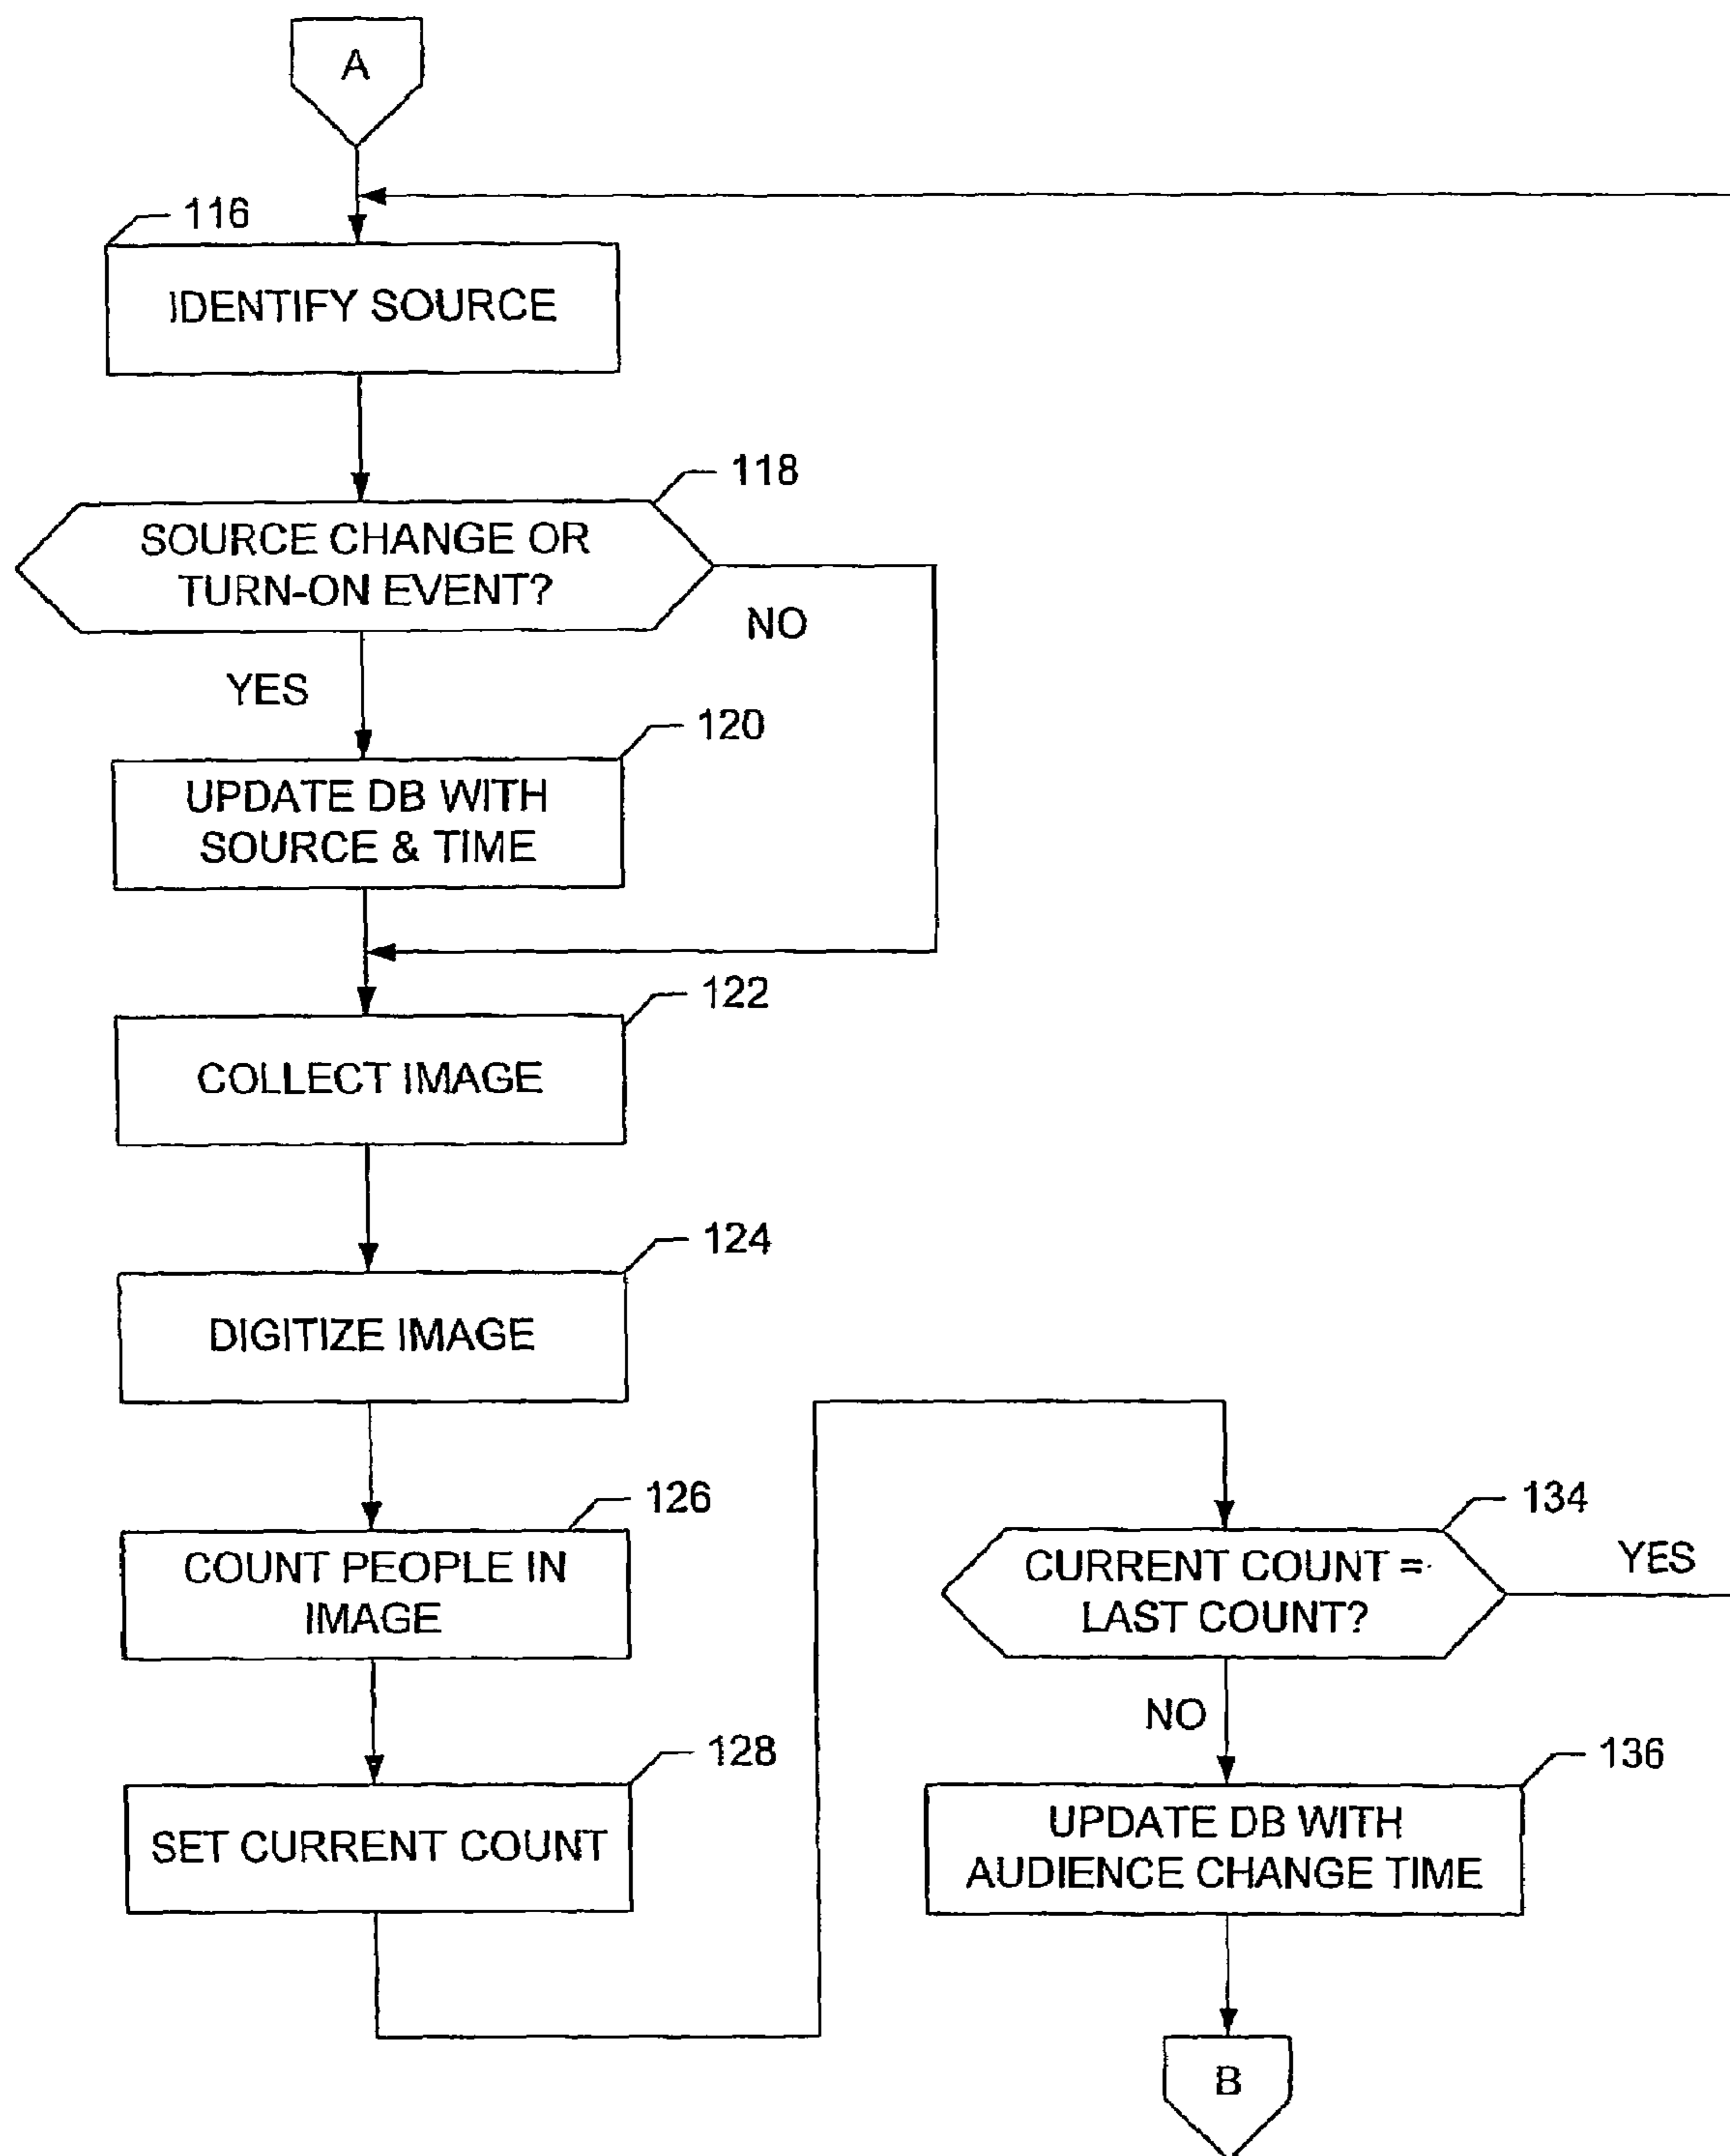 A
116
IDENTIFY SOURCE
118
SOURCE CHANGE OR
TURN-ON EVENT?
NO
YES
120
UPDATE DB WITH
SOURCE & TIME
122
COLLECT IMAGE
124
DIGITIZE IMAGE
126
COUNT PEOPLE IN
IMAGE
128
SET CURRENT COUNT
134
CURRENT COUNT =
LAST COUNT?
YES
NO
136
UPDATE DB WITH
AUDIENCE CHANGE TIME
B